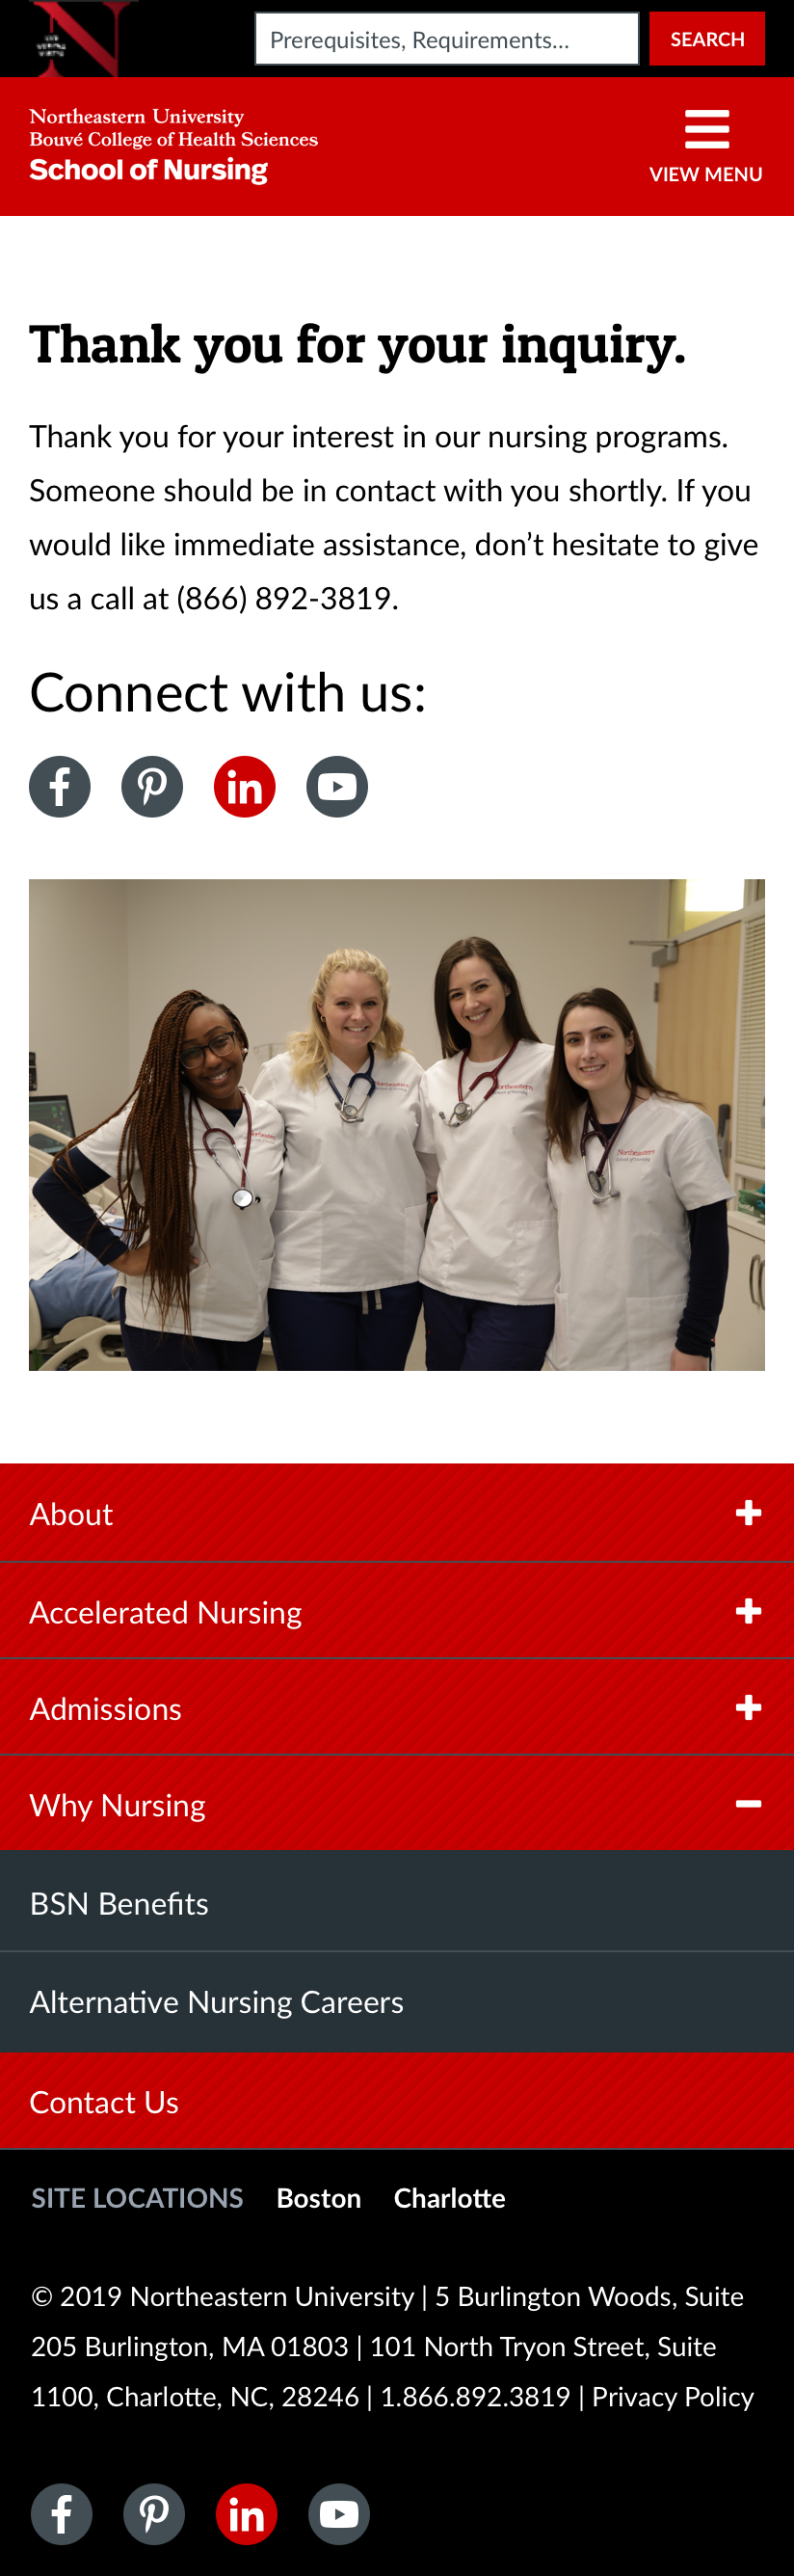 Prerequisites, Requirements...
SEARCH
Northeastern University
Bouvé College of Health Sciences
School of Nursing
VIEW MENU
Thank you for your inquiry.
Thank you for your interest in our nursing programs.
Someone should be in contact with you shortly. If you
would like immediate assistance, don’t hesitate to give
us a call at (866) 892-3819.
Connect with us:
Northeastern
School of Nursing
About
Accelerated Nursing
Admissions
Why Nursing
BSN Benefits
Alternative Nursing Careers
Contact Us
SITE LOCATIONS Boston Charlotte
© 2019 Northeastern University | 5 Burlington Woods, Suite
205 Burlington, MA 01803 | 101 North Tryon Street, Suite
1100, Charlotte, NC, 28246 | 1.866.892.3819 | Privacy Policy